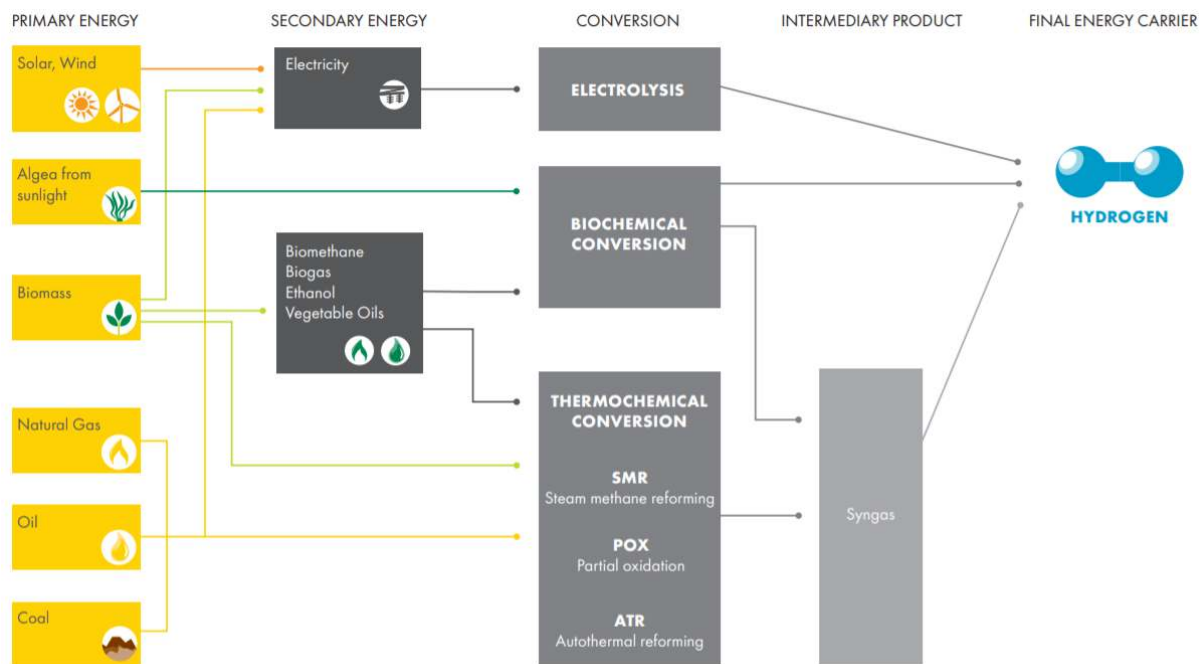 PRIMARY ENERGY
SECONDARY ENERGY
CONVERSION
INTERMEDIARY PRODUCT
FINAL ENERGY CARRIER
Solar, Wind
Electricity
ELECTROLYSIS
Algea from
sunlight
HYDROGEN
BIOCHEMICAL
CONVERSION
Biomethane
Biogas
Ethanol
Vegetable Oils
Biomass
THERMOCHEMICAL
CONVERSION
Natural Gas
SMR
Steam methane reforming
Syngas
Oil
POX
Partial oxidation
Coal
ATR
Autothermal reforming